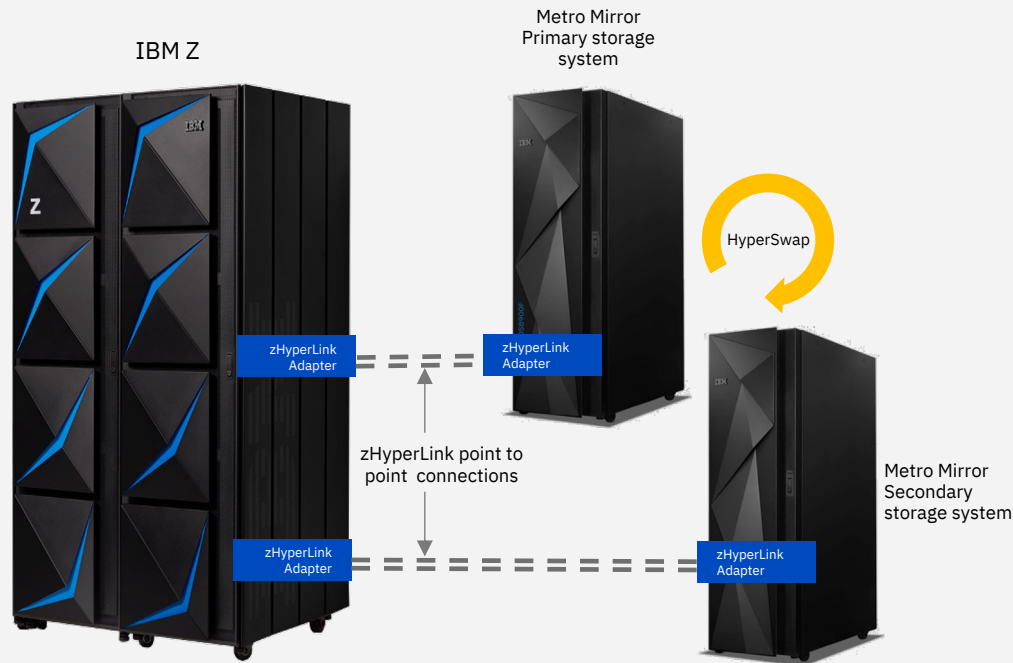 IBM Z
Metro Mirror
Primary storage
system
IBM
Z
IBM
HyperSwap
DS8900F
zHyperLink
Adapter
zHyperLink
Adapter
IBM
zHyperLink point to
point connections
Metro Mirror
Secondary
storage system
zHyperLink
Adapter
zHyperLink
Adapter